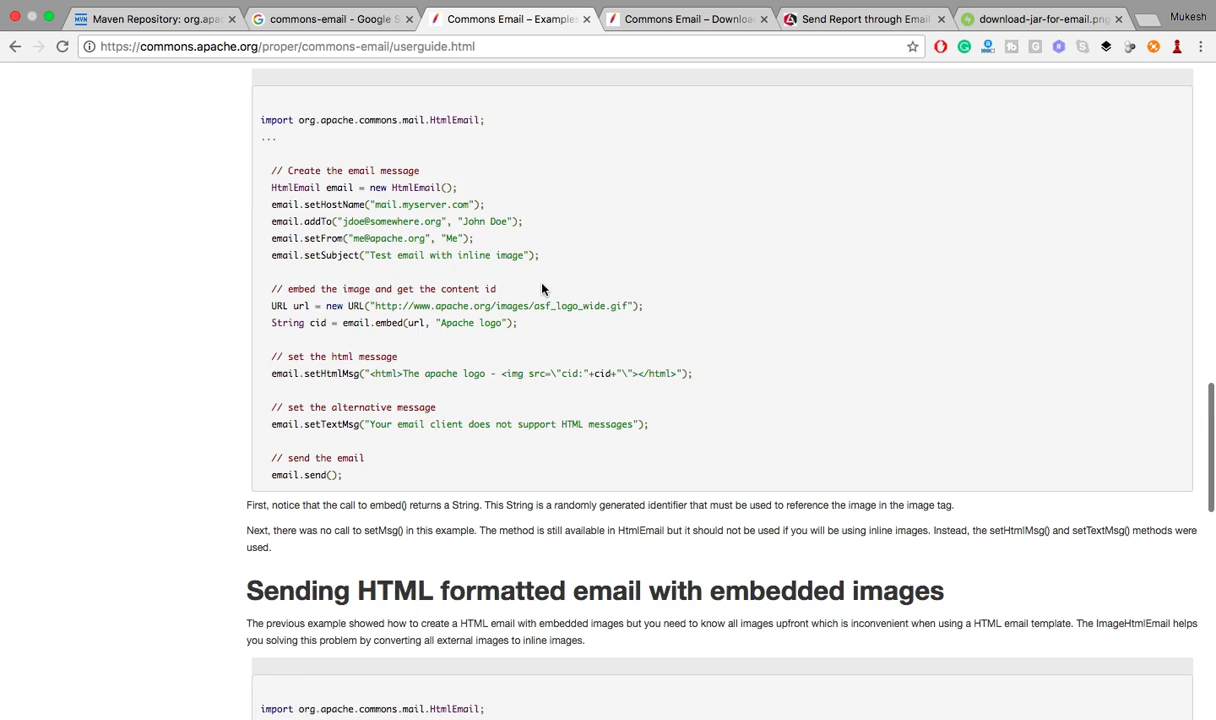 Maven Repository: org.apac
commons-email - Google S
Commons Email – Examples
Commons Email – Download
Send Report through Email
download-jar-for-email.png
Mukesh
https://commons.apache.org/proper/commons-email/userguide.html
import org.apache.commons.mail.HtmlEmail;
...
// Create the email message
HtmlEmail email = new HtmlEmail();
email.setHostName("mail.myserver.com");
email.addTo("jdoe@somewhere.org", "John Doe");
email.setFrom("me@apache.org", "Me");
email.setSubject("Test email with inline image");
// embed the image and get the content id
URL url = new URL("http://www.apache.org/images/asf_logo_wide.gif");
String cid = email.embed(url, "Apache logo");
// set the html message
email.setHtmlMsg("<html>The apache logo - <img src=\"cid:"+cid+"\"></html>");
// set the alternative message
email.setTextMsg("Your email client does not support HTML messages");
// send the email
email.send();
First, notice that the call to embed() returns a String. This String is a randomly generated identifier that must be used to reference the image in the image tag.
Next, there was no call to setMsg() in this example. The method is still available in HtmlEmail but it should not be used if you will be using inline images. Instead, the setHtmlMsg() and setTextMsg() methods were
used.
Sending HTML formatted email with embedded images
The previous example showed how to create a HTML email with embedded images but you need to know all images upfront which is inconvenient when using a HTML email template. The ImageHtmlEmail helps
you solving this problem by converting all external images to inline images.
import org.apache.commons.mail.HtmlEmail;